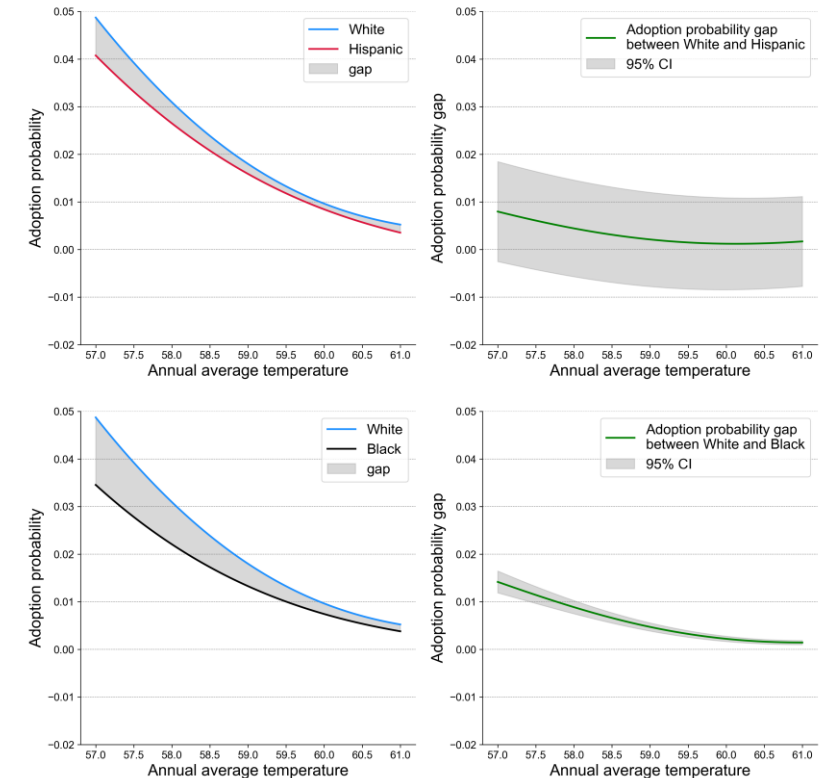 0.05
0.04
0.03
0.02
0.01
0.00
−0.01
−0.02
Adoption probability
White
Hispanic
gap
57.0 57.5 58.0 58.5 59.0 59.5 60.0 60.5 61.0
Annual average temperature
0.05
0.04
0.03
0.02
0.01
0.00
−0.01
−0.02
Adoption probability gap
Adoption probability gap
between White and Hispanic
95% CI
57.0 57.5 58.0 58.5 59.0 59.5 60.0 60.5 61.0
Annual average temperature
0.05
0.04
0.03
0.02
0.01
0.00
−0.01
−0.02
Adoption probability
White
Black
gap
57.0 57.5 58.0 58.5 59.0 59.5 60.0 60.5 61.0
Annual average temperature
0.05
0.04
0.03
0.02
0.01
0.00
−0.01
−0.02
Adoption probability gap
Adoption probability gap
between White and Black
95% CI
57.0 57.5 58.0 58.5 59.0 59.5 60.0 60.5 61.0
Annual average temperature